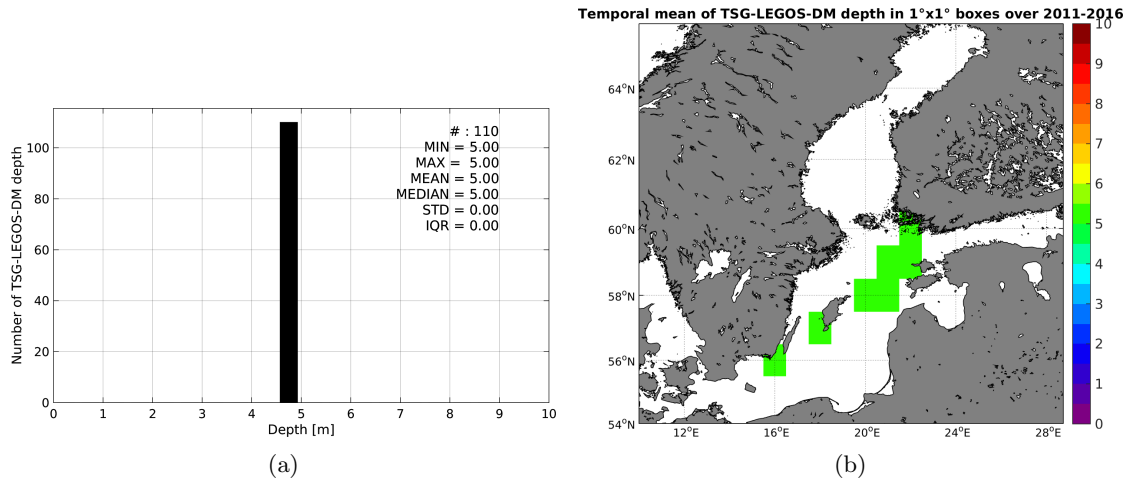 Number of TSG-LEGOS-DM depth
100
80
60
40
20
0
# : 110
MIN = 5.00
MAX = 5.00
MEAN = 5.00
MEDIAN = 5.00
STD = 0.00
IQR = 0.00
0 1 2 3 4 5 6 7 8 9 10
Depth [m]
(a)
Temporal mean of TSG-LEGOS-DM depth in 1°x1° boxes over 2011-2016
64°N
62°N
60°N
58°N
56°N
54°N
12°E 16°E 20°E 24°E 28°E
10
9
8
7
6
5
4
3
2
1
0
(b)